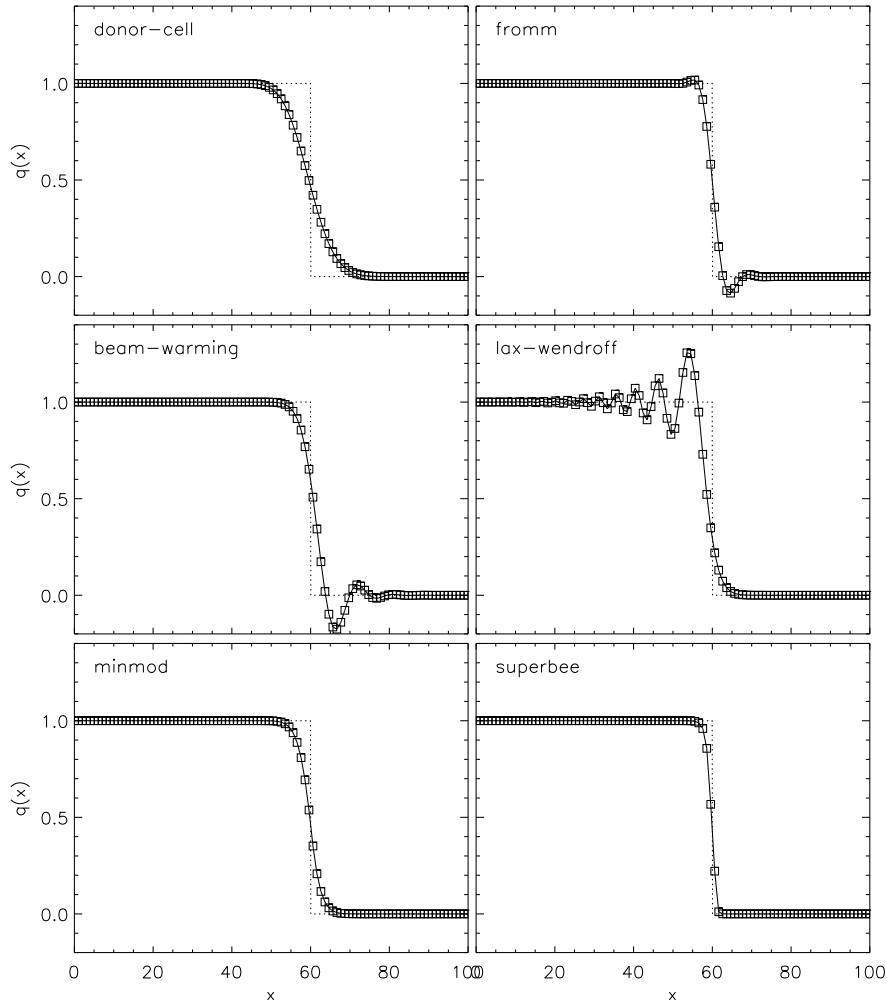 donor-cell
fromm
1.0
0.5
0.0
q(x)
beam-warming
lax-wendroff
1.0
0.5
0.0
q(x)
minmod
superbee
1.0
0.5
0.0
q(x)
0 20 40 60 80 100
0 20 40 60 80 100
x
x